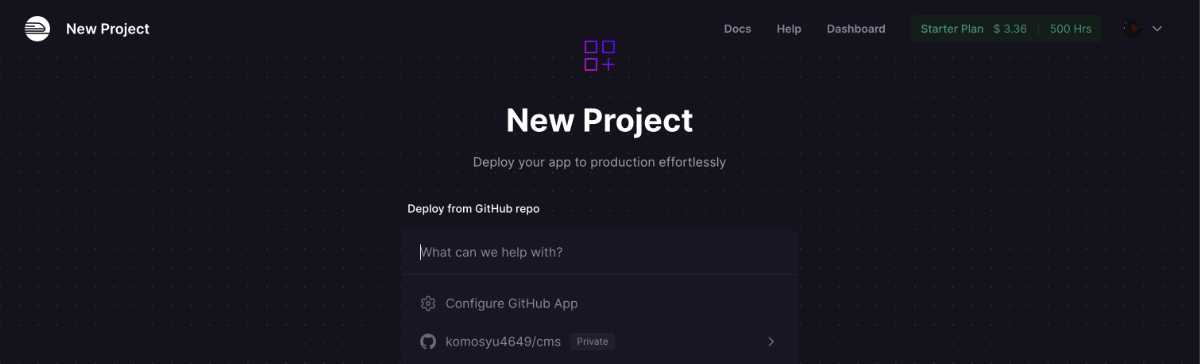 New Project
Docs Help Dashboard Starter Plan $ 3.36 500 Hrs
New Project
Deploy your app to production effortlessly
Deploy from GitHub repo
What can we help with?
Configure GitHub App
komosyu4649/cms Private